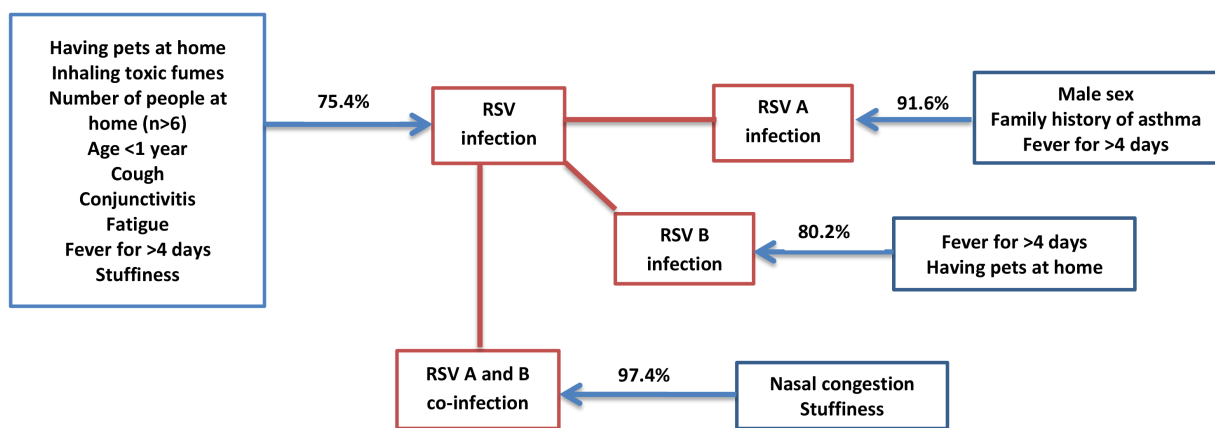 Having pets at home
Inhaling toxic fumes
Number of people at
home (n>6)
Age <1 year
Cough
Conjunctivitis
Fatigue
Fever for >4 days
Stuffiness
75.4%
RSV
infection
RSV A
infection
91.6%
Male sex
Family history of asthma
Fever for >4 days
RSV B
infection
80.2%
Fever for >4 days
Having pets at home
RSV A and B
co-infection
97.4%
Nasal congestion
Stuffiness